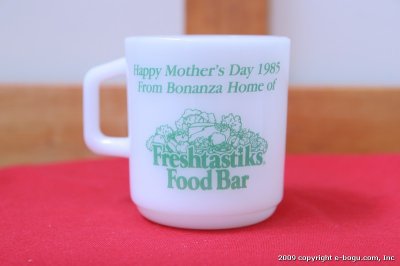 Happy Mother's Day 1985
From Bonanza Home of
Freshtastiks
Food Bar
2009 copyright e-bogu.com, Inc